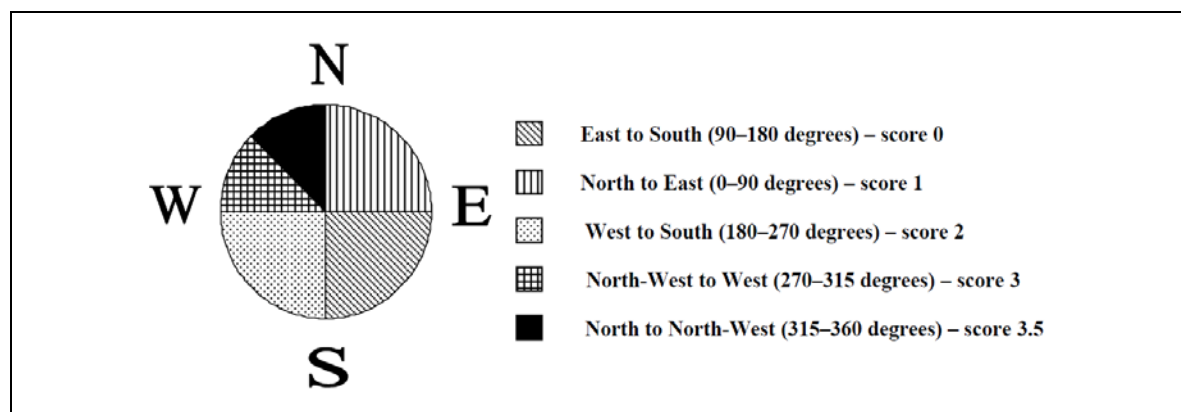 N
W
E
S
East to South (90–180 degrees) – score 0
North to East (0–90 degrees) – score 1
West to South (180–270 degrees) – score 2
North-West to West (270–315 degrees) – score 3
North to North-West (315–360 degrees) – score 3.5